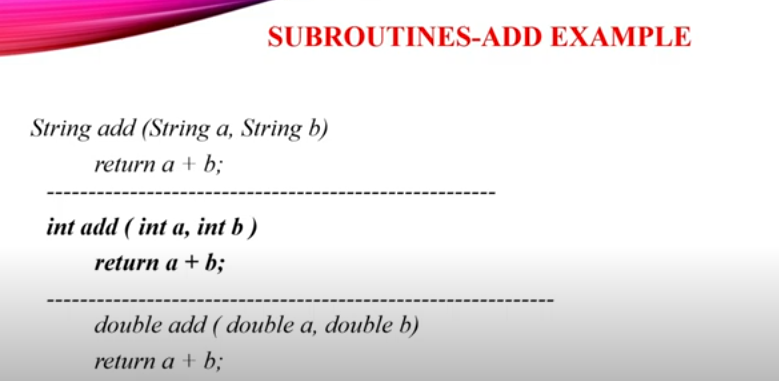 SUBROUTINES-ADD EXAMPLE
String add (String a, String b)
return a + b;
------------------------------------------------------
int add ( int a, int b )
return a + b;
-------------------------------------------------------------
double add ( double a, double b)
return a + b;